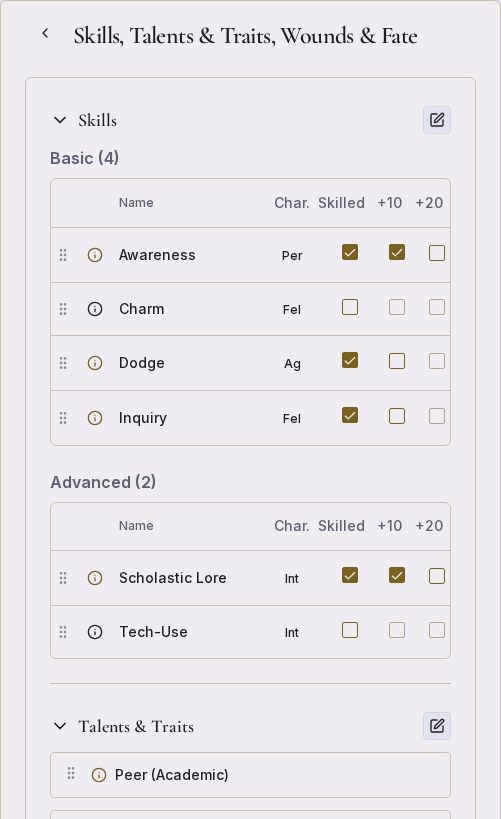 Skills, Talents & Traits, Wounds & Fate
Skills
Basic (4)
Name Char. Skilled +10 +20
Awareness Per
Charm Fel
Dodge Ag
Inquiry Fel
Advanced (2)
Name Char. Skilled +10 +20
Scholastic Lore Int
Tech-Use Int
Talents & Traits
Peer (Academic)